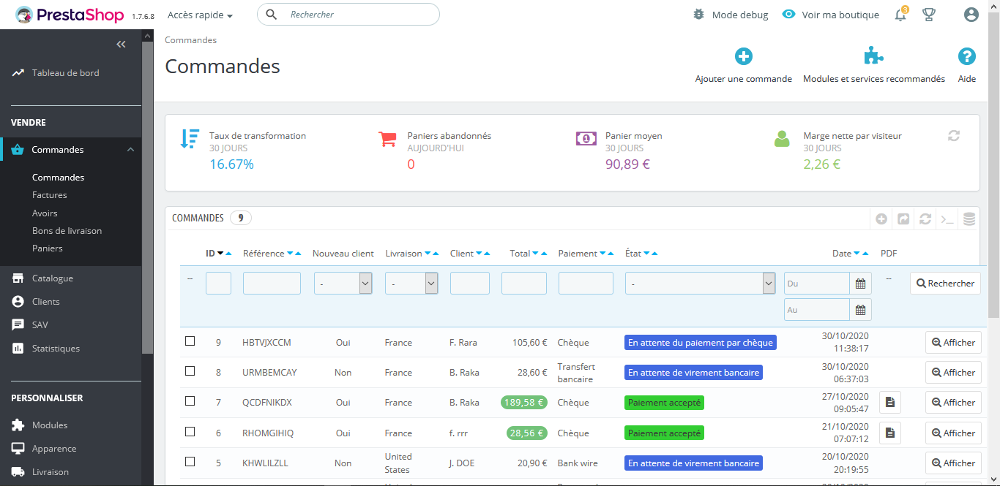 PrestaShop 1.7.6.8 Accès rapide Rechercher Mode debug Voir ma boutique 3
Tableau de bord
VENDRE
Commandes
Commandes
Factures
Avoirs
Bons de livraison
Paniers
Catalogue
Clients
SAV
Statistiques
PERSONNALISER
Modules
Apparence
Livraison
Commandes
Commandes
Ajouter une commande Modules et services recommandés Aide
Taux de transformation
30 JOURS
16.67%
Paniers abandonnés
AUJOURD'HUI
0
Panier moyen
30 JOURS
90,89 €
Marge nette par visiteur
30 JOURS
2,26 €
COMMANDES 9
ID Référence Nouveau client Livraison Client Total Paiement État Date PDF
-- - - - Du -- Rechercher
Au
9 HBTVJXCCM Oui France F. Rara 105,60 € Chèque En attente du paiement par chèque 30/10/2020 11:38:17 Afficher
8 URMBEMCAY Non France B. Raka 28,60 € Transfert bancaire En attente de virement bancaire 30/10/2020 06:37:03 Afficher
7 QCDFNIKDX Oui France B. Raka 189,58 € Chèque Paiement accepté 27/10/2020 09:05:47 Afficher
6 RHOMGIHIQ Oui France f. rrr 28,56 € Chèque Paiement accepté 21/10/2020 07:07:12 Afficher
5 KHWLILZLL Non United States J. DOE 20,90 € Bank wire En attente de virement bancaire 20/10/2020 20:19:55 Afficher